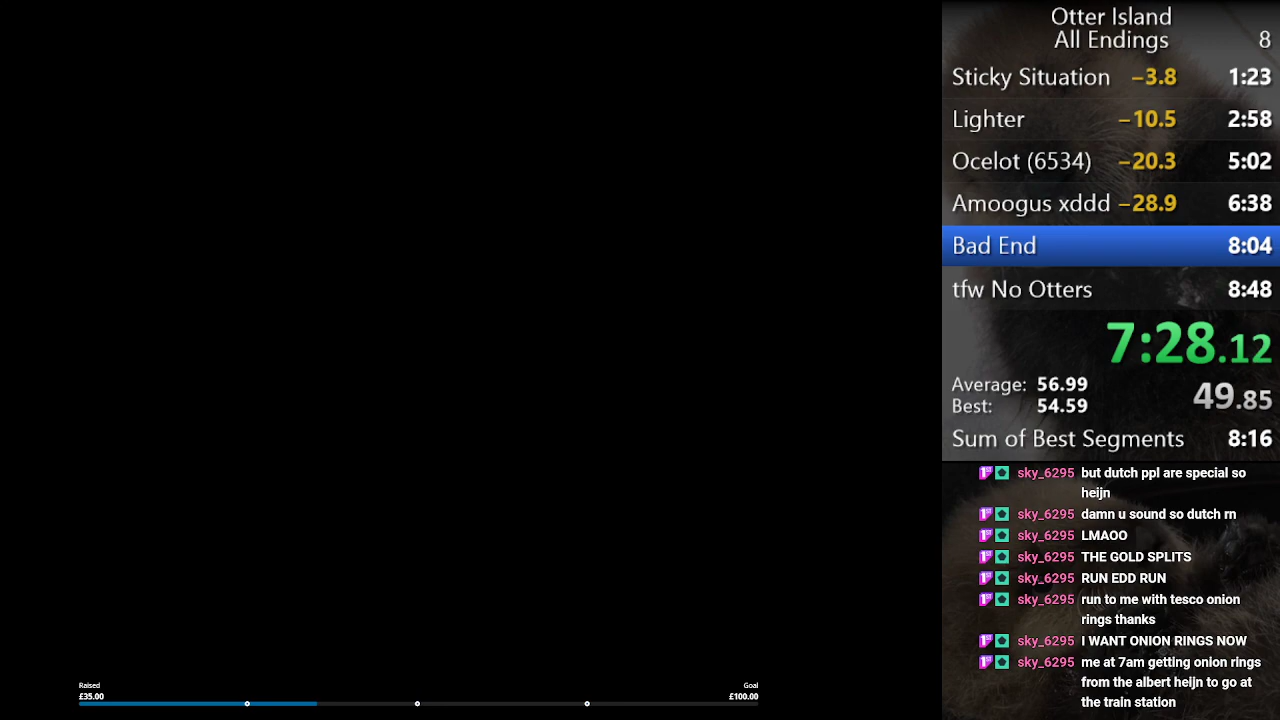 Otter Island
All Endings 8
Sticky Situation −3.8 1:23
Lighter −10.5 2:58
Ocelot (6534) −20.3 5:02
Amoogus xddd −28.9 6:38
Bad End 8:04
tfw No Otters 8:48
7:28.12
Average: 56.99
Best: 54.59
49.85
Sum of Best Segments 8:16
sky_6295 but dutch ppl are special so
heijn
sky_6295 damn u sound so dutch rn
sky_6295 LMAOO
sky_6295 THE GOLD SPLITS
sky_6295 RUN EDD RUN
sky_6295 run to me with tesco onion
rings thanks
sky_6295 I WANT ONION RINGS NOW
sky_6295 me at 7am getting onion rings
from the albert heijn to go at
the train station
Raised Goal
£35.00 £100.00